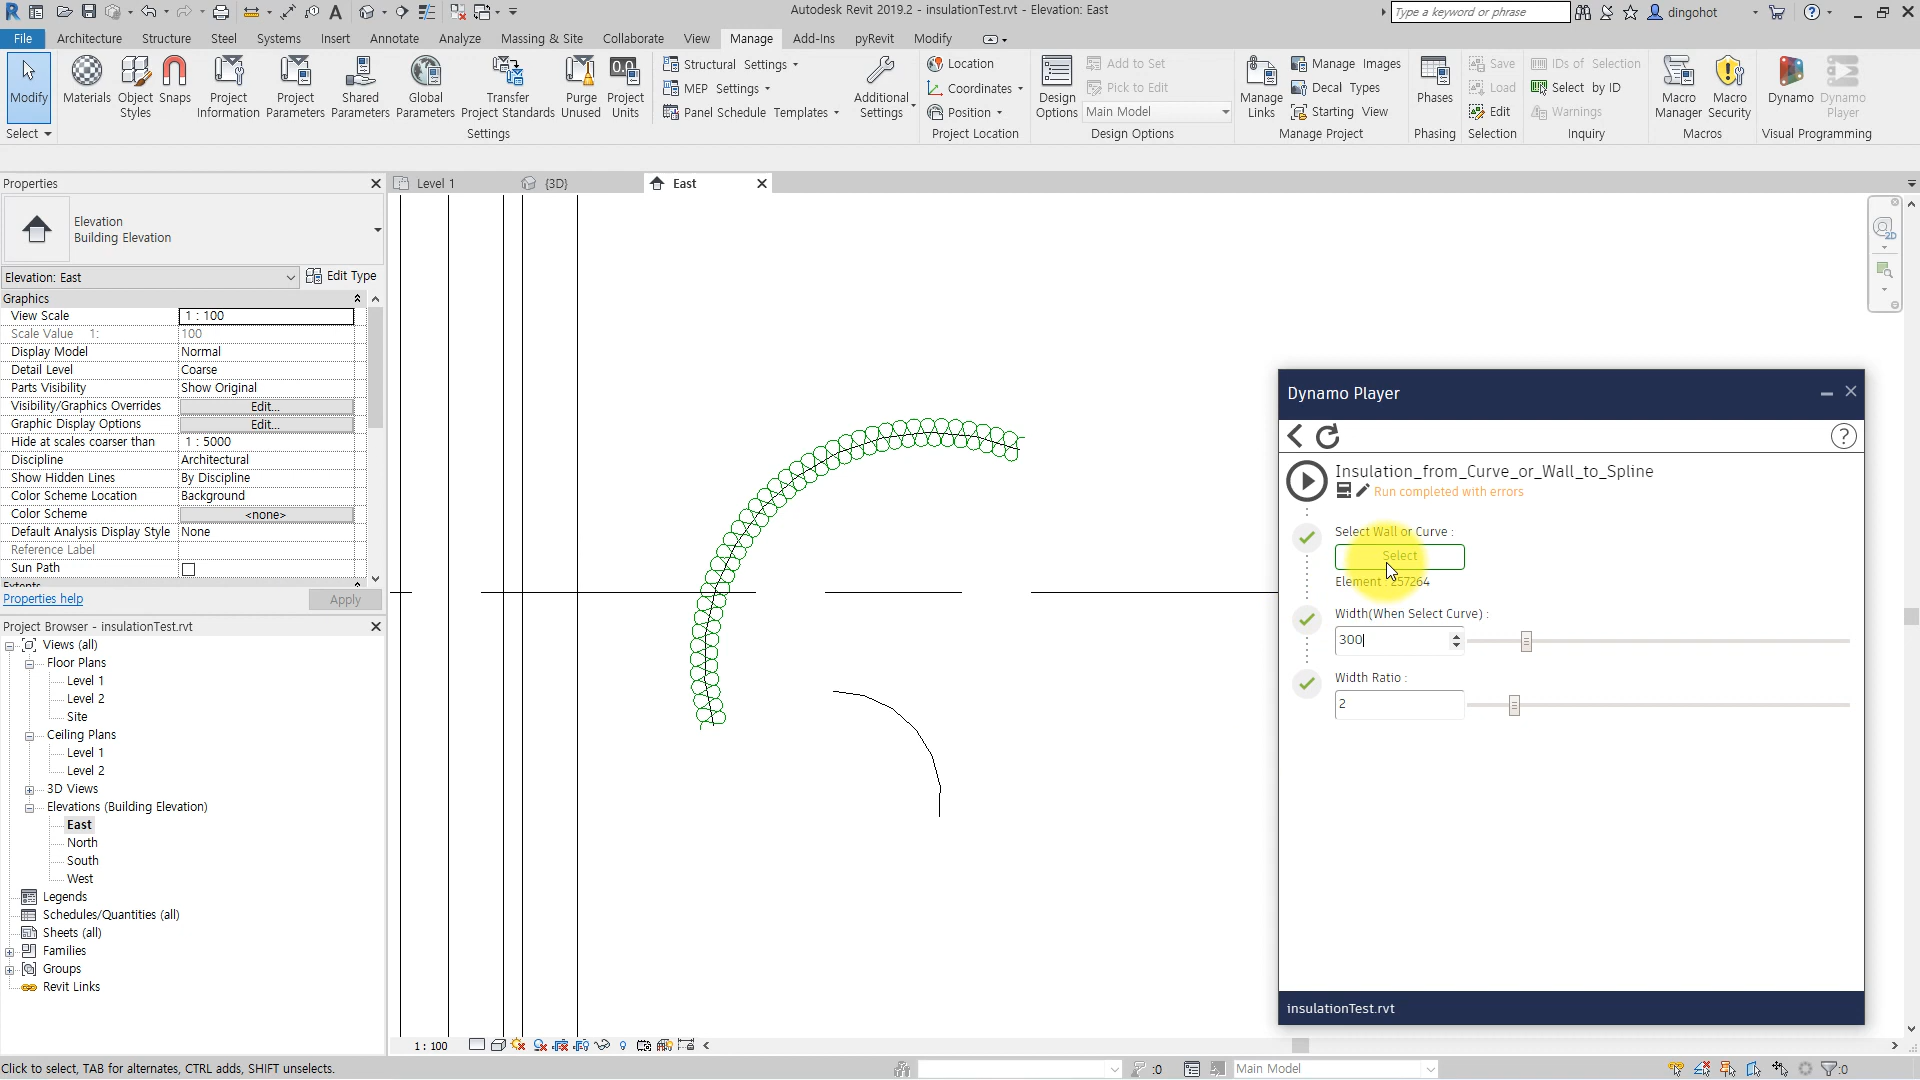 Autodesk Revit 2019.2 - insulationTest.rvt - Elevation: East
Type a keyword or phrase
dingohot
File
Architecture
Structure
Steel
Systems
Insert
Annotate
Analyze
Massing & Site
Collaborate
View
Manage
Add-Ins
pyRevit
Modify
Modify
Select
Materials
Object Styles
Snaps
Project Information
Project Parameters
Shared Parameters
Global Parameters
Transfer Project Standards
Purge Unused
Project Units
Structural Settings
MEP Settings
Panel Schedule Templates
Additional Settings
Settings
Location
Coordinates
Position
Project Location
Design Options
Add to Set
Pick to Edit
Main Model
Design Options
Manage Links
Manage Images
Decal Types
Starting View
Manage Project
Phases
Phasing
Save
Load
Edit
Selection
IDs of Selection
Select by ID
Warnings
Inquiry
Macro Manager
Macro Security
Macros
Dynamo
Dynamo Player
Visual Programming
Properties
Elevation
Building Elevation
Elevation: East
Edit Type
Graphics
View Scale 1 : 100
Scale Value 1: 100
Display Model Normal
Detail Level Coarse
Parts Visibility Show Original
Visibility/Graphics Overrides Edit...
Graphic Display Options Edit...
Hide at scales coarser than 1 : 5000
Discipline Architectural
Show Hidden Lines By Discipline
Color Scheme Location Background
Color Scheme <none>
Default Analysis Display Style None
Reference Label
Sun Path
Extents
Properties help
Apply
Project Browser - insulationTest.rvt
Views (all)
Floor Plans
Level 1
Level 2
Site
Ceiling Plans
Level 1
Level 2
3D Views
Elevations (Building Elevation)
East
North
South
West
Legends
Schedules/Quantities (all)
Sheets (all)
Families
Groups
Revit Links
Level 1
{3D}
East
2D
Dynamo Player
Insulation_from_Curve_or_Wall_to_Spline
Run completed with errors
Select Wall or Curve :
Select
Element : 257264
Width(When Select Curve) :
300
Width Ratio :
2
insulationTest.rvt
1 : 100
Click to select, TAB for alternates, CTRL adds, SHIFT unselects.
:0
Main Model
:0